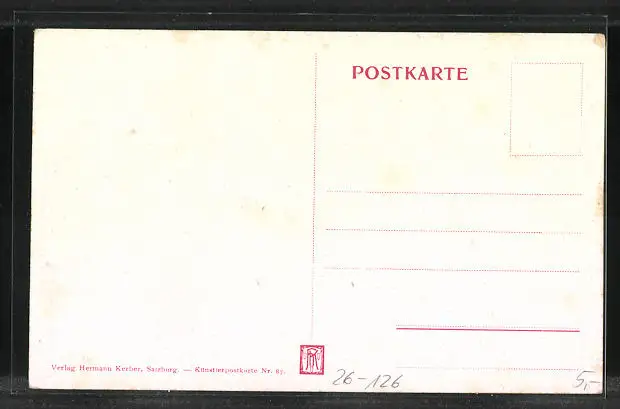 POSTKARTE
Verlag Hermann Kerber, Salzburg. — Künstlerpostkarte Nr. 87.
26-126
5,-